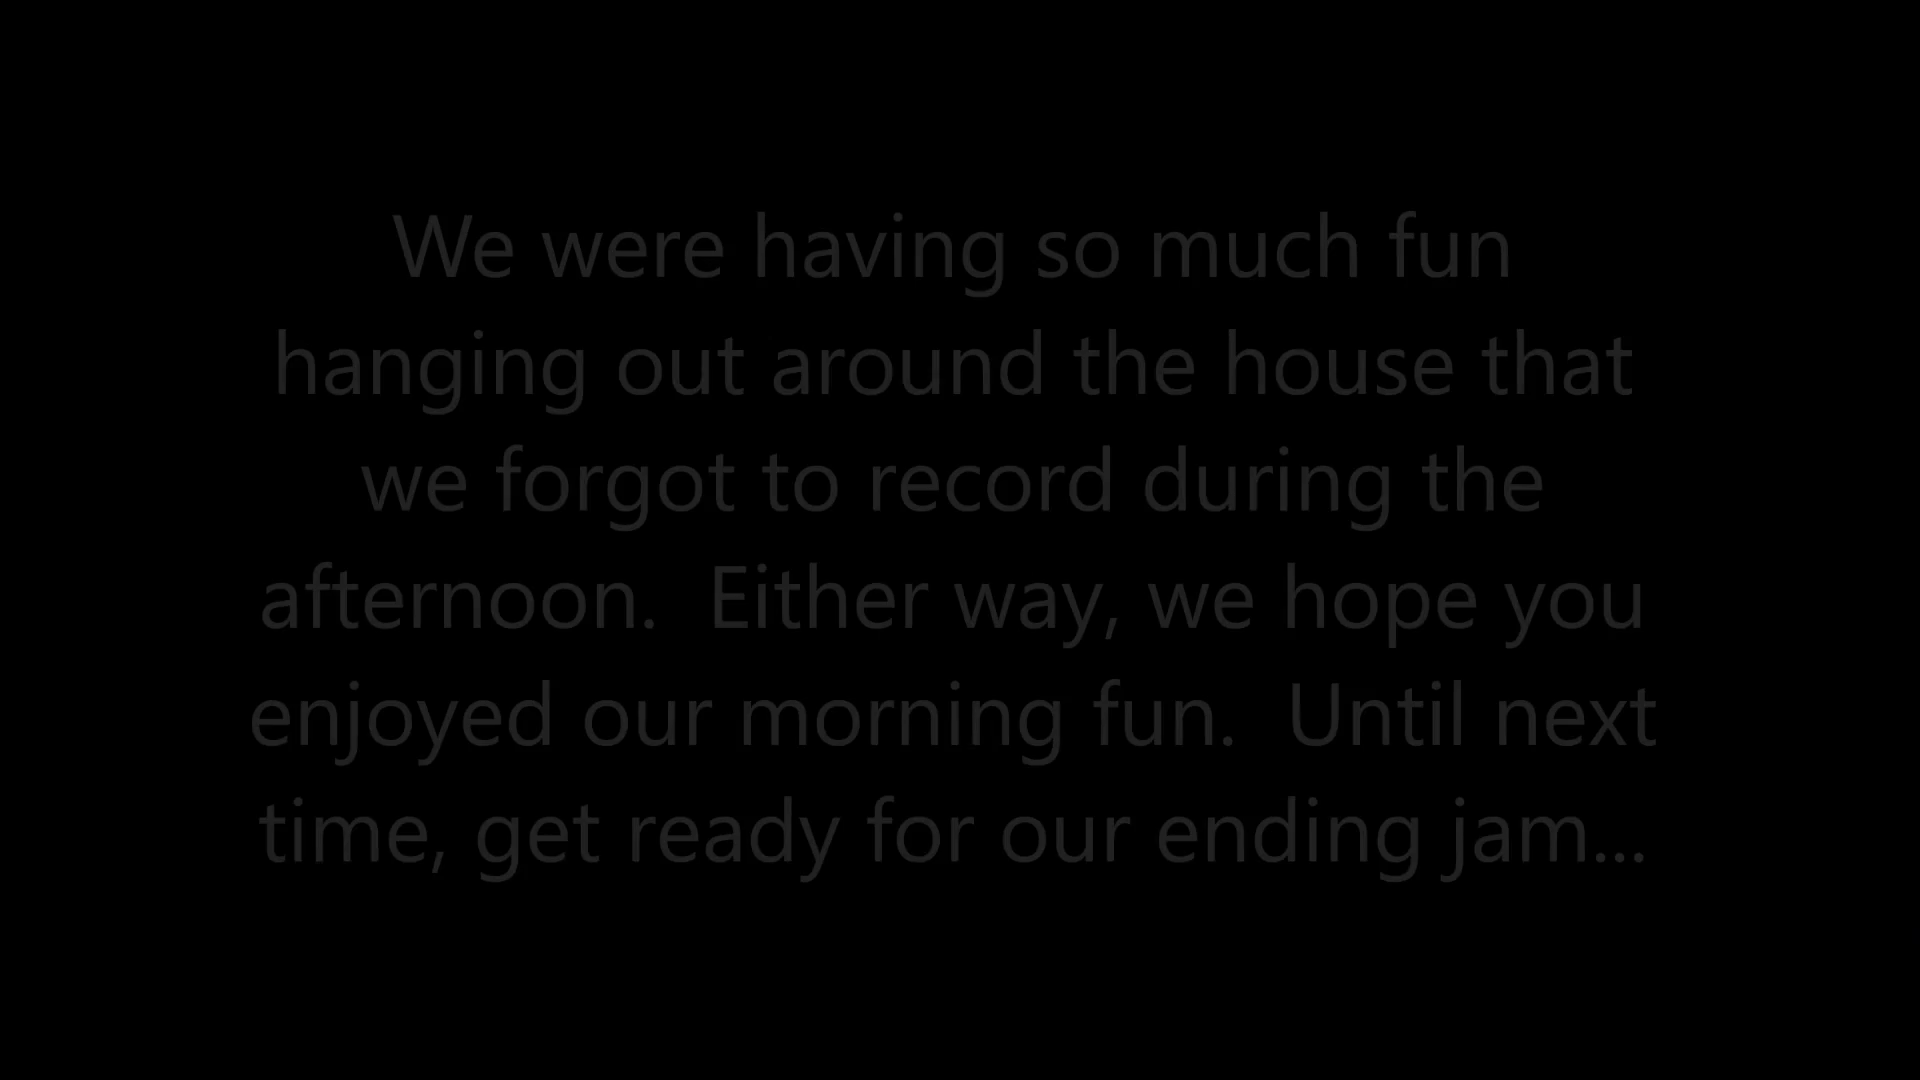 We were having so much fun
hanging out around the house that
we forgot to record during the
afternoon.  Either way, we hope you
enjoyed our morning fun.  Until next
time, get ready for our ending jam...